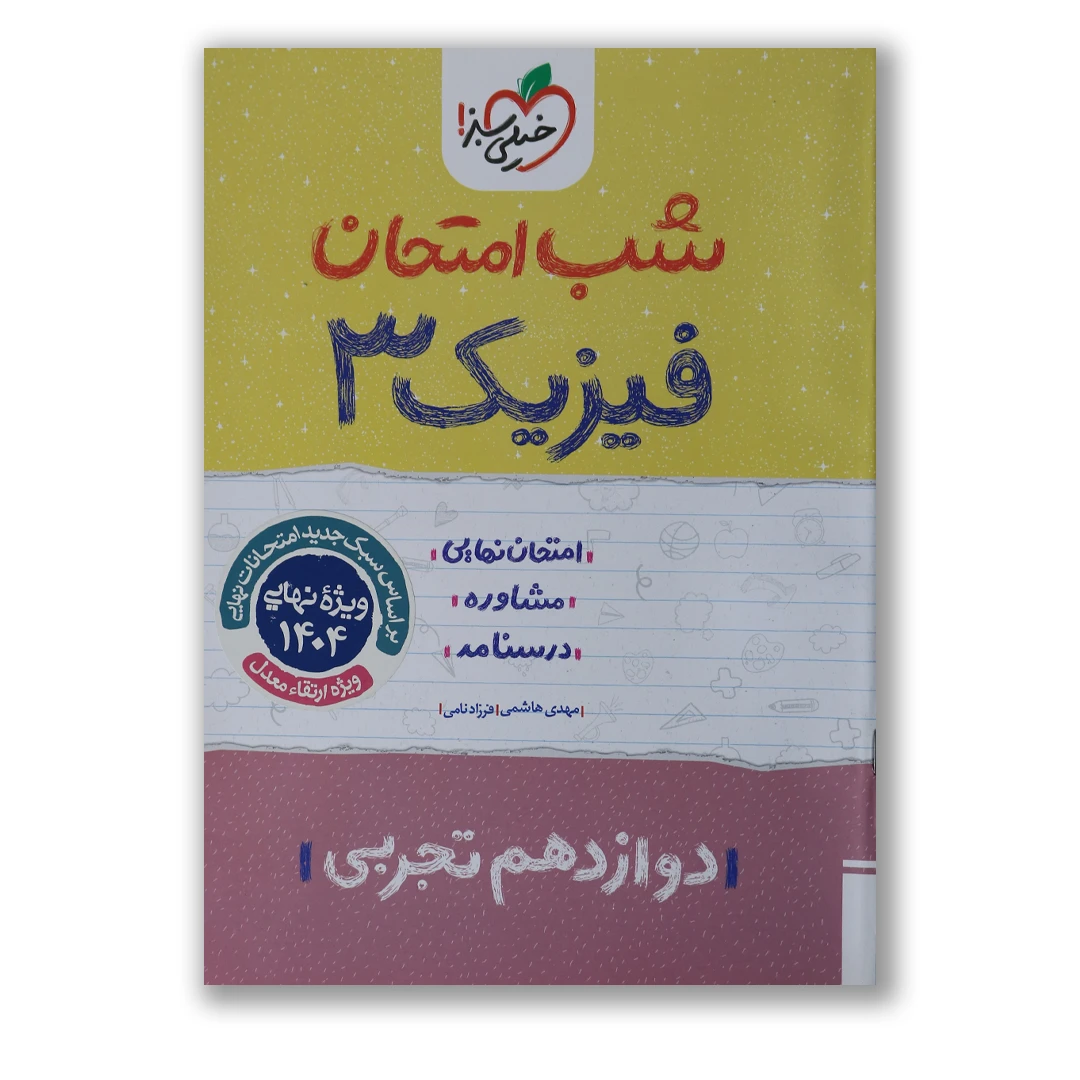 خیلی سبز!
شب امتحان
فیزیک ۳
امتحان نهایی
مشاوره
درسنامه
مهدی هاشمی | فرزاد نامی
بر اساس سبک جدید امتحانات نهایی
ویژهٔ نهایی
۱۴۰۴
ویژه ارتقاء معدل
دوازدهم تجربی